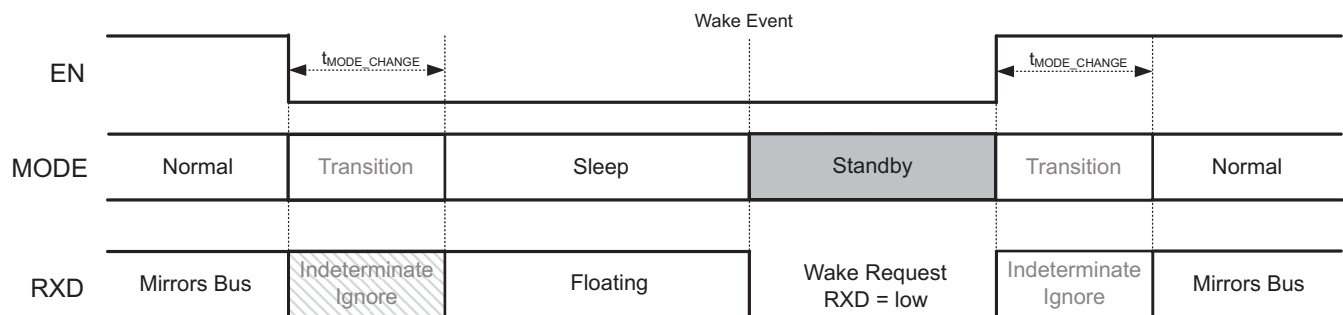 Wake Event
EN
tMODE_CHANGE
tMODE_CHANGE
MODE
Normal
Transition
Sleep
Standby
Transition
Normal
RXD
Mirrors Bus
Indeterminate
Ignore
Floating
Wake Request
RXD = low
Indeterminate
Ignore
Mirrors Bus